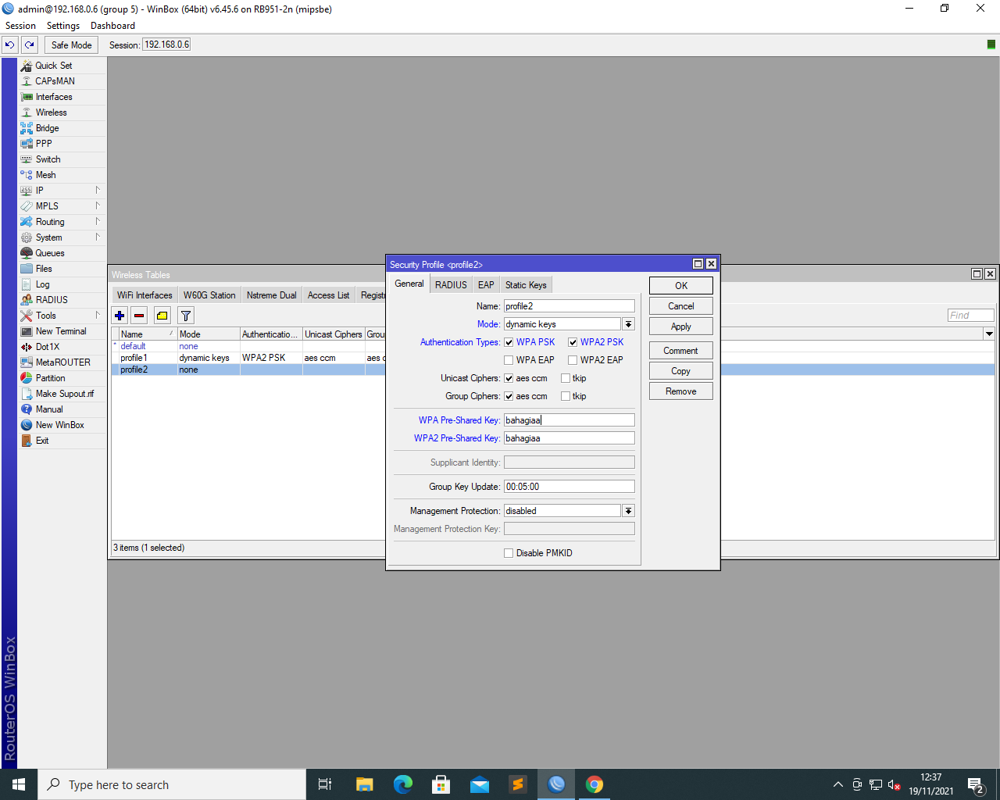 admin@192.168.0.6 (group 5) - WinBox (64bit) v6.45.6 on RB951-2n (mipsbe)
Session Settings Dashboard
Safe Mode Session: 192.168.0.6
Quick Set
CAPsMAN
Interfaces
Wireless
Bridge
PPP
Switch
Mesh
IP
MPLS
Routing
System
Queues
Files
Log
RADIUS
Tools
New Terminal
Dot1X
MetaROUTER
Partition
Make Supout.rif
Manual
New WinBox
Exit
RouterOS WinBox
Wireless Tables
WiFi Interfaces W60G Station Nstreme Dual Access List Registr
Find
Name Mode Authenticatio... Unicast Ciphers Grou
* default none
profile1 dynamic keys WPA2 PSK aes ccm aes c
profile2 none
3 items (1 selected)
Security Profile <profile2>
General RADIUS EAP Static Keys
Name: profile2
Mode: dynamic keys
Authentication Types: WPA PSK WPA2 PSK
WPA EAP WPA2 EAP
Unicast Ciphers: aes ccm tkip
Group Ciphers: aes ccm tkip
WPA Pre-Shared Key: bahagiaa
WPA2 Pre-Shared Key: bahagiaa
Supplicant Identity:
Group Key Update: 00:05:00
Management Protection: disabled
Management Protection Key:
Disable PMKID
OK
Cancel
Apply
Comment
Copy
Remove
Type here to search
12:37
19/11/2021
2